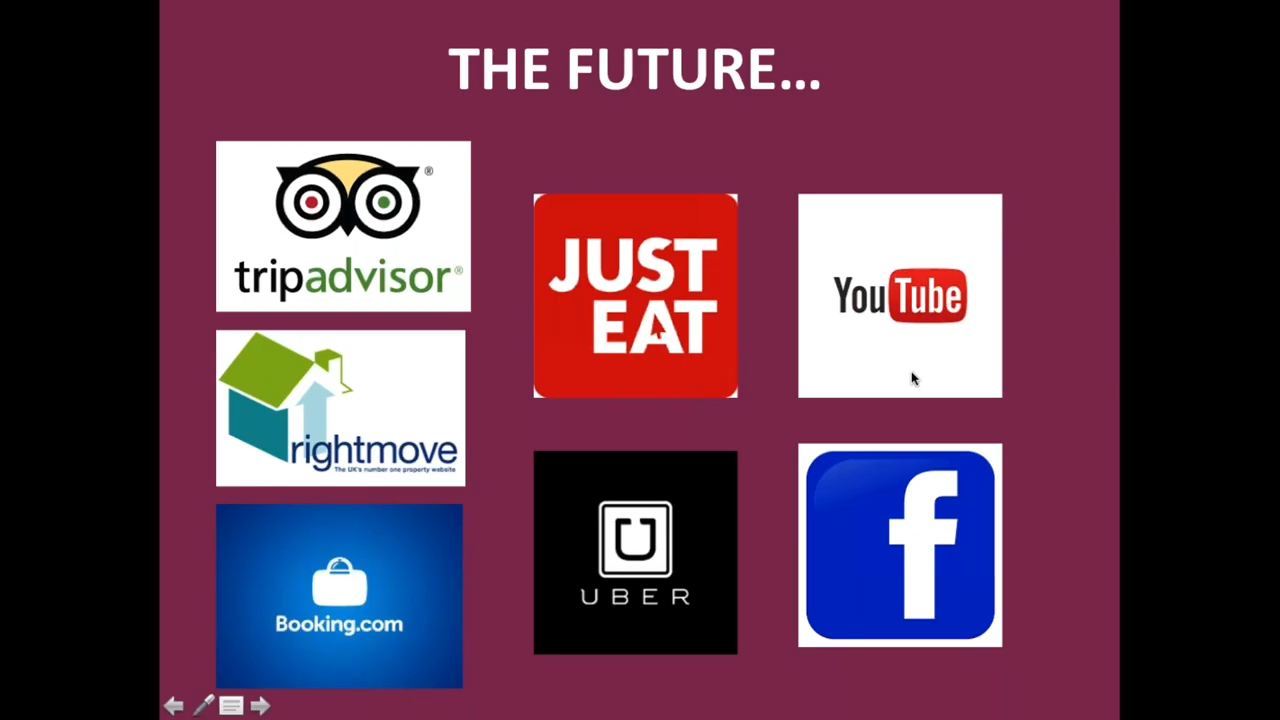 THE FUTURE...
tripadvisor®
®
rightmove
The UK's number one property website
Booking.com
JUST
EAT
U
UBER
YouTube
f